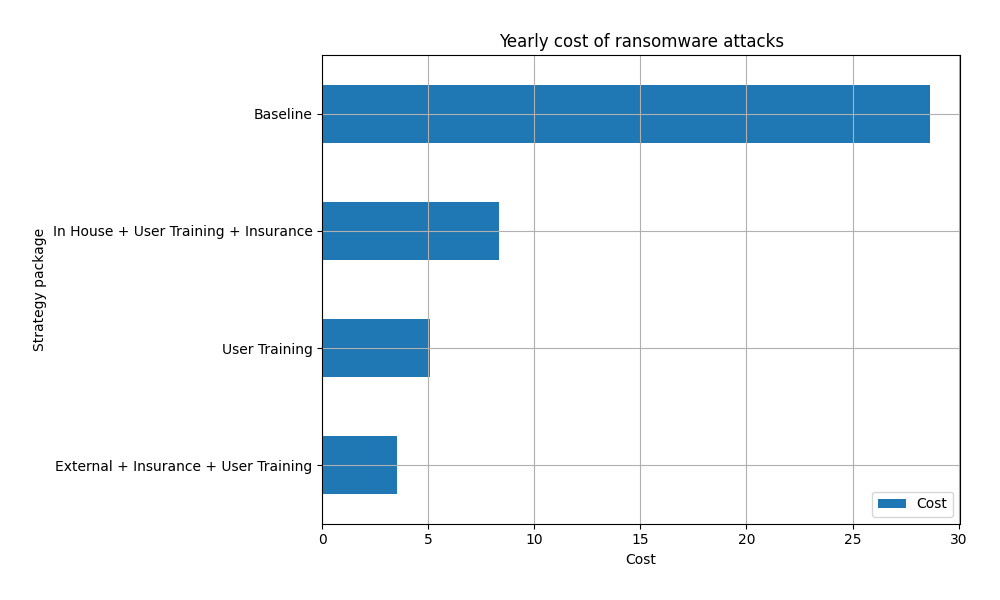 Yearly cost of ransomware attacks
Strategy package
Baseline
In House + User Training + Insurance
User Training
External + Insurance + User Training
Cost
0 5 10 15 20 25 30
Cost